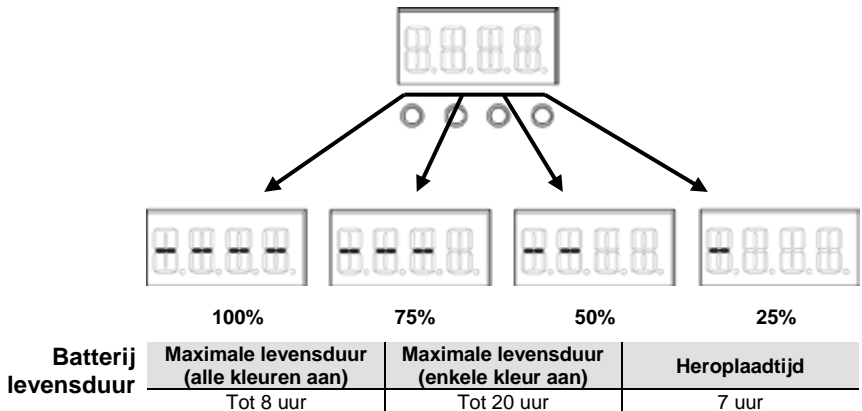 100% 75% 50% 25%
Batterij
levensduur
Maximale levensduur
(alle kleuren aan)
Maximale levensduur
(enkele kleur aan)
Heroplaadtijd
Tot 8 uur
Tot 20 uur
7 uur